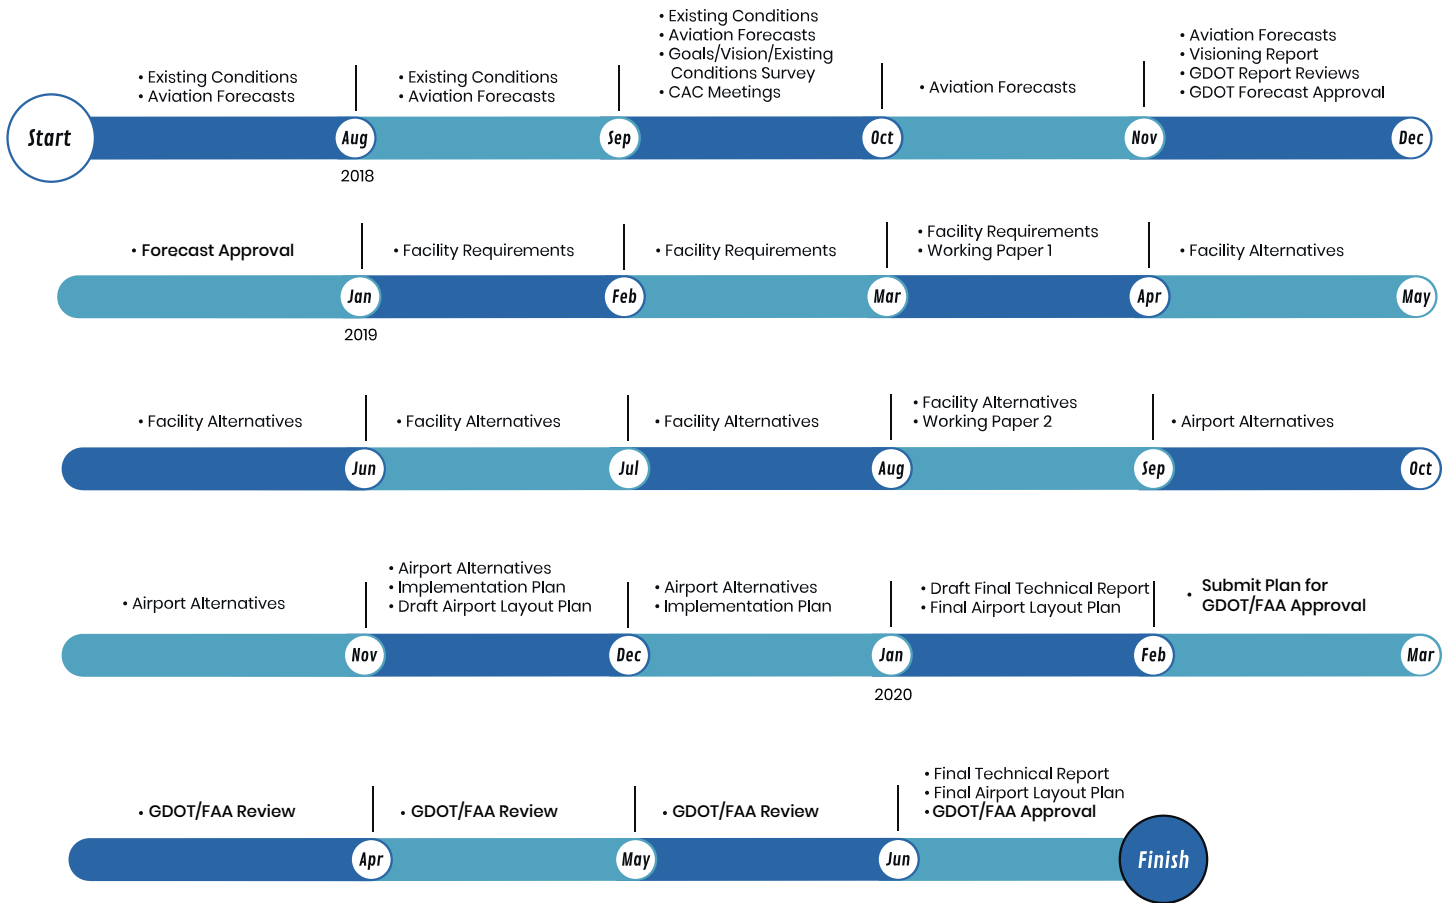 • Existing Conditions
• Aviation Forecasts
• Existing Conditions
• Aviation Forecasts
• Existing Conditions
• Aviation Forecasts
• Goals/Vision/Existing
Conditions Survey
• CAC Meetings
• Aviation Forecasts
• Aviation Forecasts
• Visioning Report
• GDOT Report Reviews
• GDOT Forecast Approval
Start
Aug
Sep
Oct
Nov
Dec
2018
• Forecast Approval
• Facility Requirements
• Facility Requirements
• Facility Requirements
• Working Paper 1
• Facility Alternatives
Jan
Feb
Mar
Apr
May
2019
• Facility Alternatives
• Facility Alternatives
• Facility Alternatives
• Facility Alternatives
• Working Paper 2
• Airport Alternatives
Jun
Jul
Aug
Sep
Oct
• Airport Alternatives
• Airport Alternatives
• Implementation Plan
• Draft Airport Layout Plan
• Airport Alternatives
• Implementation Plan
• Draft Final Technical Report
• Final Airport Layout Plan
• Submit Plan for
GDOT/FAA Approval
Nov
Dec
Jan
Feb
Mar
2020
• GDOT/FAA Review
• GDOT/FAA Review
• GDOT/FAA Review
• Final Technical Report
• Final Airport Layout Plan
• GDOT/FAA Approval
Apr
May
Jun
Finish